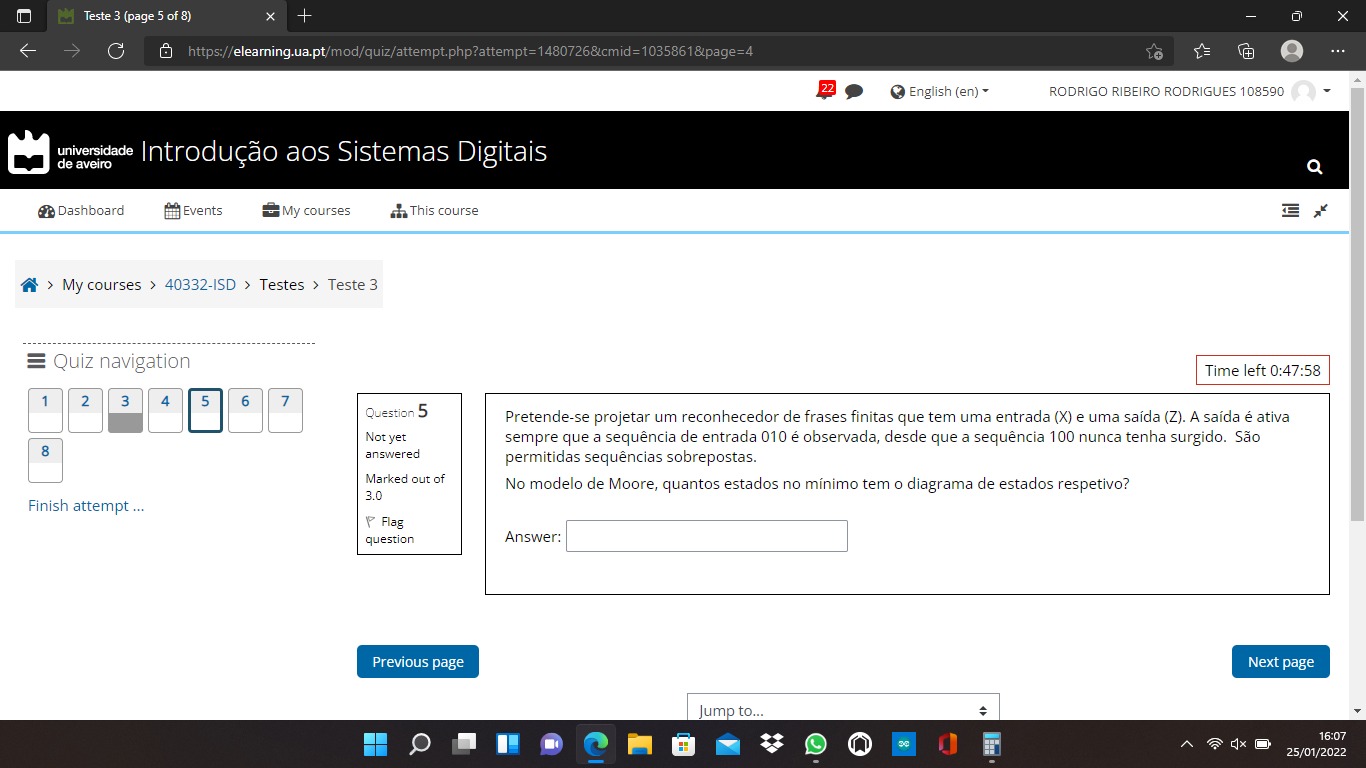 Teste 3 (page 5 of 8)
https://elearning.ua.pt/mod/quiz/attempt.php?attempt=1480726&cmid=1035861&page=4
22
English (en)
RODRIGO RIBEIRO RODRIGUES 108590
universidade
de aveiro
Introdução aos Sistemas Digitais
Dashboard
Events
My courses
This course
My courses > 40332-ISD > Testes > Teste 3
Quiz navigation
1 2 3 4 5 6 7
8
Finish attempt ...
Time left 0:47:58
Question 5
Not yet
answered
Marked out of
3.0
Flag
question
Pretende-se projetar um reconhecedor de frases finitas que tem uma entrada (X) e uma saída (Z). A saída é ativa
sempre que a sequência de entrada 010 é observada, desde que a sequência 100 nunca tenha surgido. São
permitidas sequências sobrepostas.
No modelo de Moore, quantos estados no mínimo tem o diagrama de estados respetivo?
Answer:
Previous page
Next page
Jump to...
16:07
25/01/2022